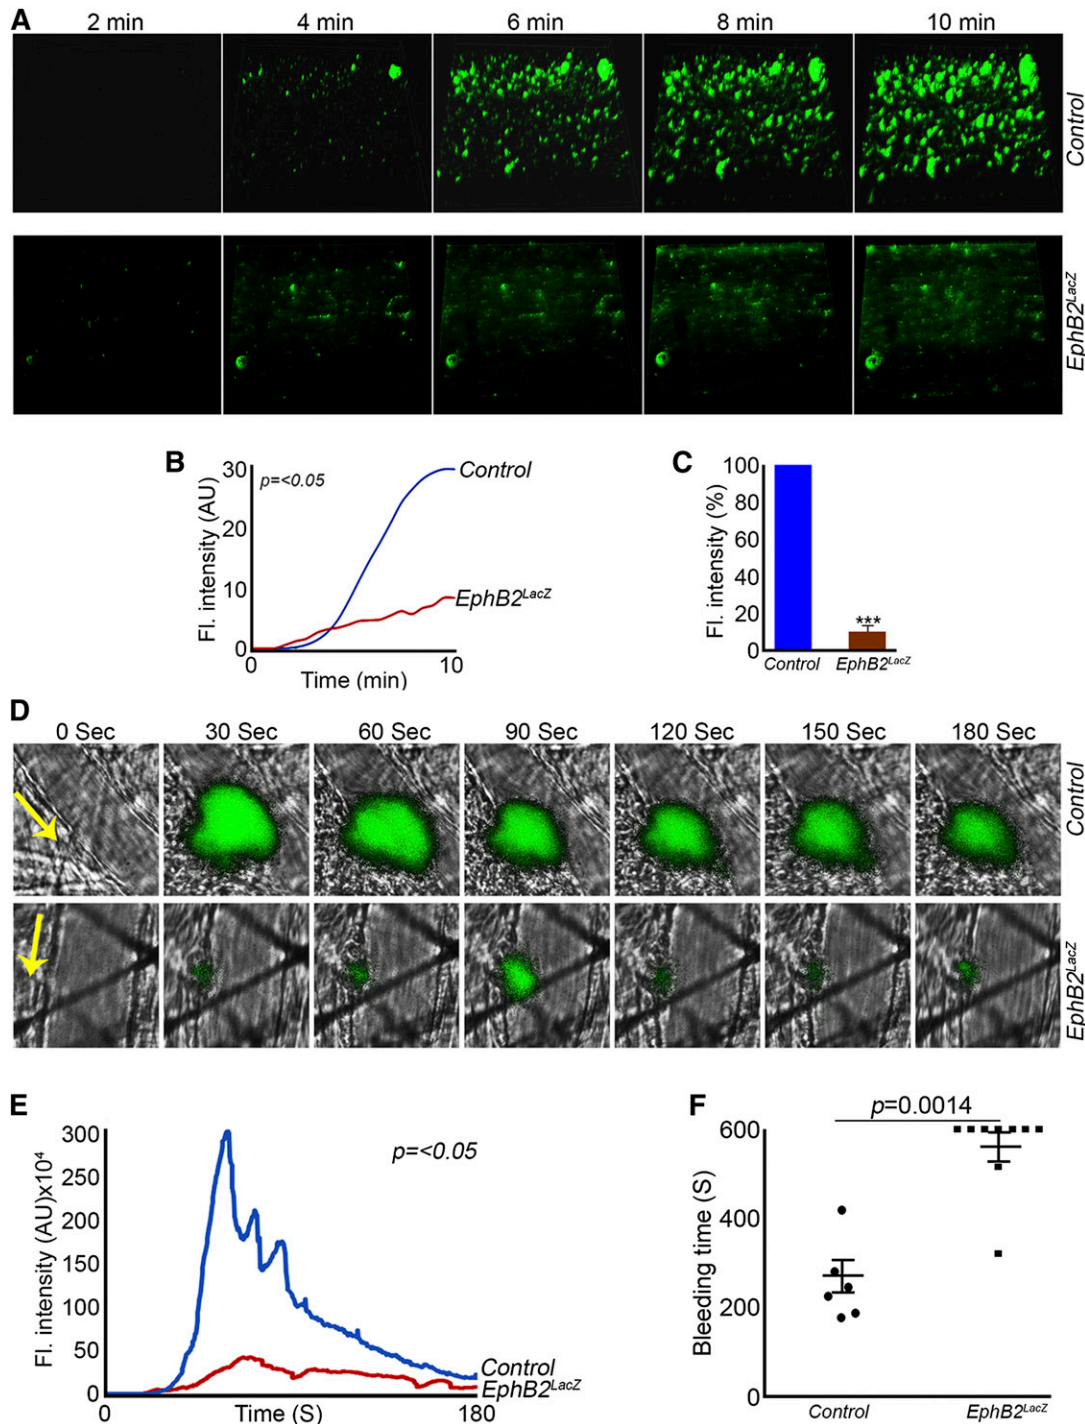 A
2 min 4 min 6 min 8 min 10 min
Control
EphB2LacZ
B
30
20
10
0
Fl. intensity (AU)
p=<0.05
Control
EphB2LacZ
0 10
Time (min)
C
100
80
60
40
20
0
Fl. intensity (%)
***
Control EphB2LacZ
D
0 Sec 30 Sec 60 Sec 90 Sec 120 Sec 150 Sec 180 Sec
Control
EphB2LacZ
E
300
250
200
150
100
50
0
Fl. intensity (AU)x10⁴
p=<0.05
Control
EphB2LacZ
0 Time (S) 180
F
p=0.0014
600
400
200
0
Bleeding time (S)
Control EphB2LacZ